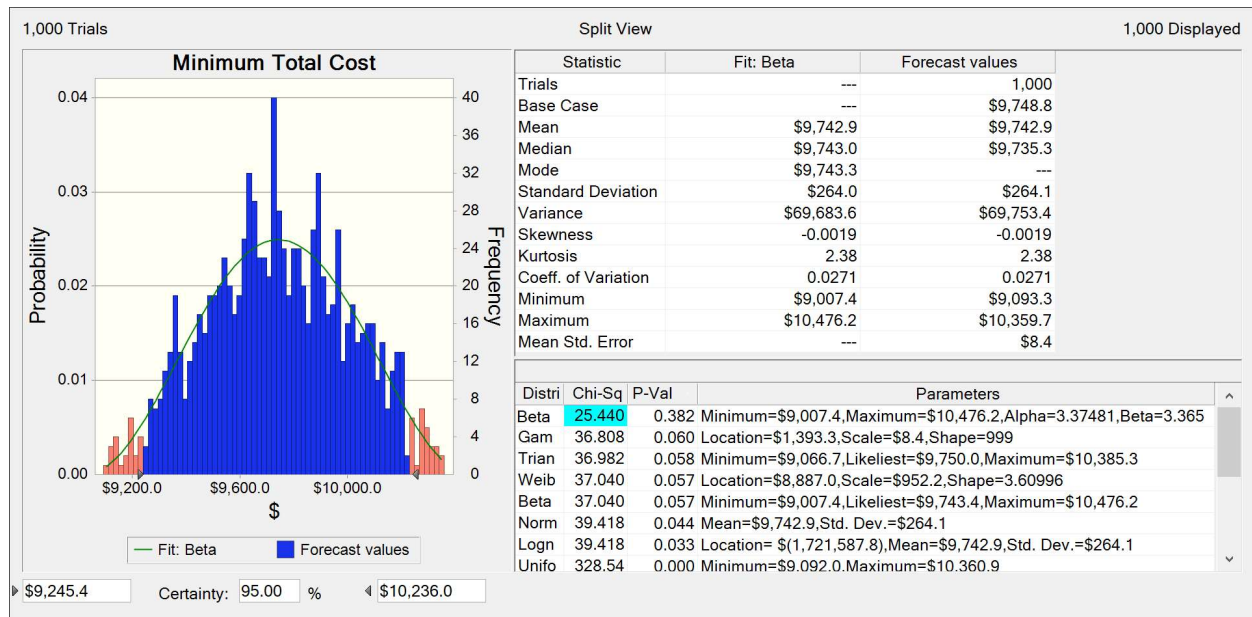 1,000 Trials Split View 1,000 Displayed
Minimum Total Cost
0.04
0.03
0.02
0.01
0.00
Probability
40
36
32
28
24
20
16
12
8
4
0
Frequency
$9,200.0 $9,600.0 $10,000.0
$
Fit: Beta Forecast values
Statistic Fit: Beta Forecast values
Trials --- 1,000
Base Case --- $9,748.8
Mean $9,742.9 $9,742.9
Median $9,743.0 $9,735.3
Mode $9,743.3 ---
Standard Deviation $264.0 $264.1
Variance $69,683.6 $69,753.4
Skewness -0.0019 -0.0019
Kurtosis 2.38 2.38
Coeff. of Variation 0.0271 0.0271
Minimum $9,007.4 $9,093.3
Maximum $10,476.2 $10,359.7
Mean Std. Error --- $8.4
Distri Chi-Sq P-Val Parameters
Beta 25.440 0.382 Minimum=$9,007.4,Maximum=$10,476.2,Alpha=3.37481,Beta=3.365
Gam 36.808 0.060 Location=$1,393.3,Scale=$8.4,Shape=999
Trian 36.982 0.058 Minimum=$9,066.7,Likeliest=$9,750.0,Maximum=$10,385.3
Weib 37.040 0.057 Location=$8,887.0,Scale=$952.2,Shape=3.60996
Beta 37.040 0.057 Minimum=$9,007.4,Likeliest=$9,743.4,Maximum=$10,476.2
Norm 39.418 0.044 Mean=$9,742.9,Std. Dev.=$264.1
Logn 39.418 0.033 Location= $(1,721,587.8),Mean=$9,742.9,Std. Dev.=$264.1
Unifo 328.54 0.000 Minimum=$9,092.0,Maximum=$10,360.9
$9,245.4 Certainty: 95.00 % $10,236.0